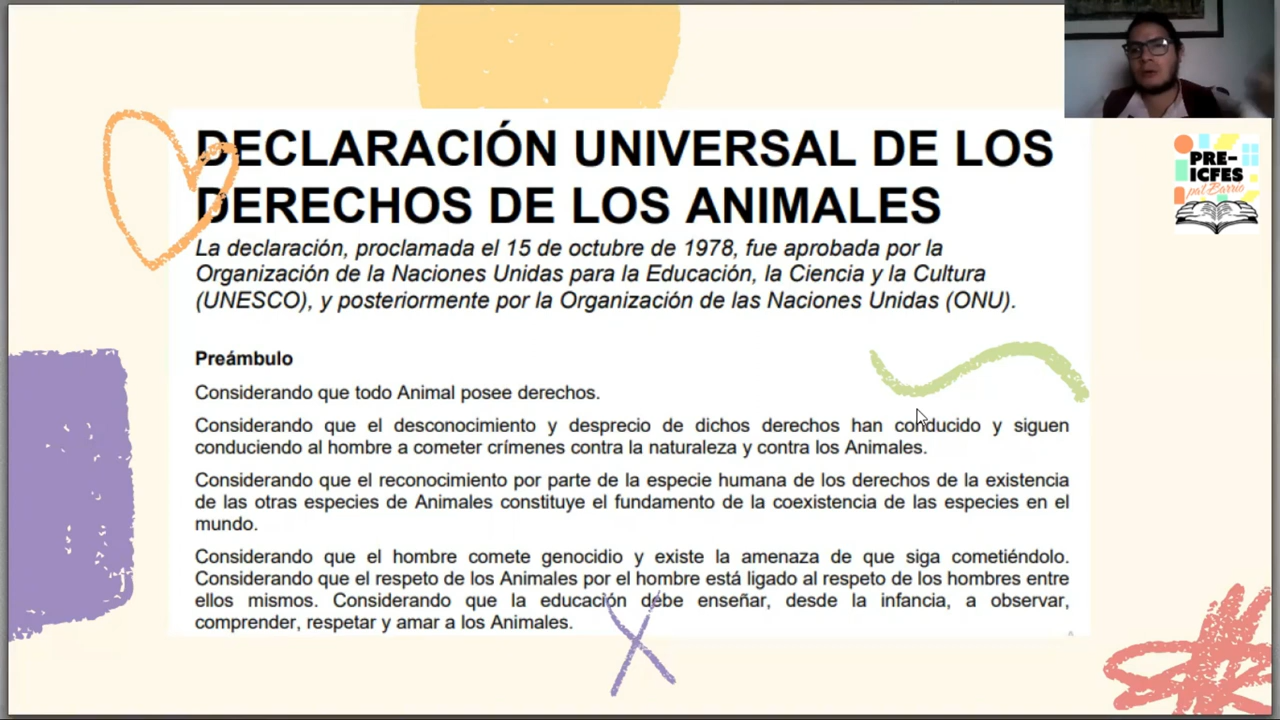 DECLARACIÓN UNIVERSAL DE LOS
DERECHOS DE LOS ANIMALES
La declaración, proclamada el 15 de octubre de 1978, fue aprobada por la
Organización de la Naciones Unidas para la Educación, la Ciencia y la Cultura
(UNESCO), y posteriormente por la Organización de las Naciones Unidas (ONU).
Preámbulo
Considerando que todo Animal posee derechos.
Considerando que el desconocimiento y desprecio de dichos derechos han conducido y siguen
conduciendo al hombre a cometer crímenes contra la naturaleza y contra los Animales.
Considerando que el reconocimiento por parte de la especie humana de los derechos de la existencia
de las otras especies de Animales constituye el fundamento de la coexistencia de las especies en el
mundo.
Considerando que el hombre comete genocidio y existe la amenaza de que siga cometiéndolo.
Considerando que el respeto de los Animales por el hombre está ligado al respeto de los hombres entre
ellos mismos. Considerando que la educación debe enseñar, desde la infancia, a observar,
comprender, respetar y amar a los Animales.
PRE-
ICFES
pal Barrio